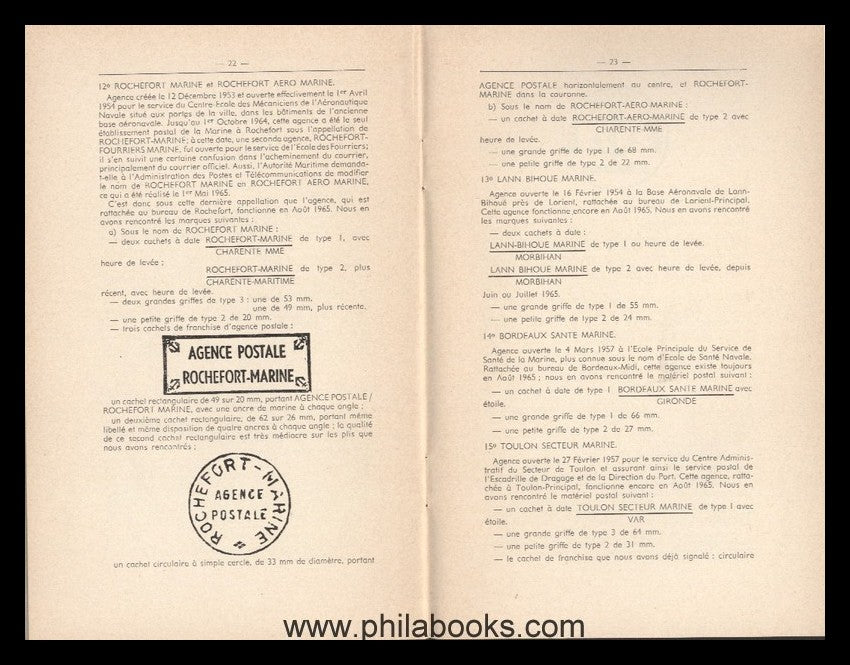 — 22 —
12º ROCHEFORT MARINE et ROCHEFORT AERO MARINE.
Agence créée le 12 Décembre 1953 et ouverte effectivement le 1er Avril
1954 pour le service du Centre Ecole des Mécaniciens de l'Aéronautique
Navale situé aux portes de la ville, dans les bâtiments de l'ancienne
base aéronavale. Jusqu'au 1er Octobre 1964, cette agence a été le seul
établissement postal de la Marine à Rochefort sous l'appellation de
ROCHEFORT-MARINE; à cette date, une seconde agence, ROCHEFORT-
FOURRIERS MARINE, fut ouverte pour le service de l'Ecole des Fourriers;
il s'en suivit une certaine confusion dans l'acheminement du courrier,
principalement du courrier officiel. Aussi, l'Autorité Maritime demanda-
t-elle à l'Administration des Postes et Télécommunications de modifier
le nom de ROCHEFORT MARINE en ROCHEFORT AERO MARINE,
ce qui a été réalisé le 1er Mai 1965.
C'est donc sous cette dernière appellation que l'agence, qui est
rattachée au bureau de Rochefort, fonctionne en Août 1965. Nous en
avons rencontré les marques suivantes :
a) Sous le nom de ROCHEFORT MARINE :
— deux cachets à date ROCHEFORT-MARINE de type 1, avec
CHARENTE MME
heure de levée ;
ROCHEFORT-MARINE de type 2, plus
CHARENTE-MARITIME
récent, avec heure de levée.
— deux grandes griffes de type 3 : une de 53 mm.
une de 49 mm, plus récente.
— une petite griffe de type 2 de 20 mm.
— trois cachets de franchise d'agence postale :
AGENCE POSTALE
ROCHEFORT-MARINE
un cachet rectangulaire de 49 sur 20 mm, portant AGENCE POSTALE /
ROCHEFORT MARINE, avec une ancre de marine à chaque angle ;
un deuxième cachet rectangulaire, de 62 sur 26 mm, portant même
libellé et même disposition de quatre ancres à chaque angle ; la qualité
de ce second cachet rectangulaire est très médiocre sur les plis que
nous avons rencontrés ;
ROCHEFORT-MARINE
AGENCE
POSTALE
un cachet circulaire à simple cercle, de 33 mm de diamètre, portant
— 23 —
AGENCE POSTALE horizontalement au centre, et ROCHEFORT-
MARINE dans la couronne.
b) Sous le nom de ROCHEFORT-AERO MARINE :
— un cachet à date ROCHEFORT-AERO-MARINE de type 2 avec
CHARENTE MME
heure de levée.
— une grande griffe de type 1 de 68 mm.
— une petite griffe de type 2 de 22 mm.
13º LANN BIHOUE MARINE.
Agence ouverte le 16 Février 1954 à la Base Aéronavale de Lann-
Bihoué près de Lorient, rattachée au bureau de Lorient-Principal.
Cette agence fonctionne encore en Août 1965. Nous en avons rencontré
les marques suivantes :
— deux cachets à date :
LANN-BIHOUE MARINE de type 1 ou heure de levée.
MORBIHAN
LANN BIHOUE MARINE de type 2 avec heure de levée, depuis
MORBIHAN
Juin ou Juillet 1965.
— une grande griffe de type 1 de 55 mm.
— une petite griffe de type 2 de 24 mm.
14º BORDEAUX SANTE MARINE.
Agence ouverte le 4 Mars 1957 à l'Ecole Principale du Service de
Santé de la Marine, plus connue sous le nom d'Ecole de Santé Navale.
Rattachée au bureau de Bordeaux-Midi, cette agence existe toujours
en Août 1965 ; nous en avons rencontré le matériel postal suivant :
— un cachet à date de type 1 BORDEAUX SANTE MARINE avec
GIRONDE
étoile.
— une grande griffe de type 1 de 66 mm.
— une petite griffe de type 2 de 27 mm.
15º TOULON SECTEUR MARINE.
Agence ouverte le 27 Février 1957 pour le service du Centre Adminis-
tratif du Secteur de Toulon et assurant ainsi le service postal de
l'Escadrille de Dragage et de la Direction du Port. Cette agence, ratta-
chée à Toulon-Principal, fonctionne encore en Août 1965. Nous en
avons rencontré le matériel postal suivant :
— un cachet à date TOULON SECTEUR MARINE de type 1 avec
VAR
étoile.
— une grande griffe de type 3 de 64 mm.
— une petite griffe de type 2 de 31 mm.
— le cachet de franchise que nous avons déjà signalé : circulaire
www.philabooks.com